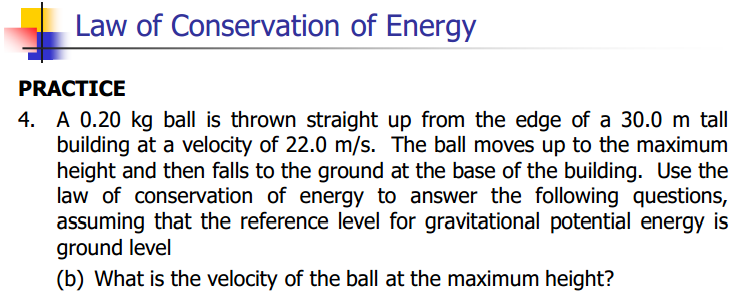 Law of Conservation of Energy
PRACTICE
4. A 0.20 kg ball is thrown straight up from the edge of a 30.0 m tall
building at a velocity of 22.0 m/s. The ball moves up to the maximum
height and then falls to the ground at the base of the building. Use the
law of conservation of energy to answer the following questions,
assuming that the reference level for gravitational potential energy is
ground level
(b) What is the velocity of the ball at the maximum height?